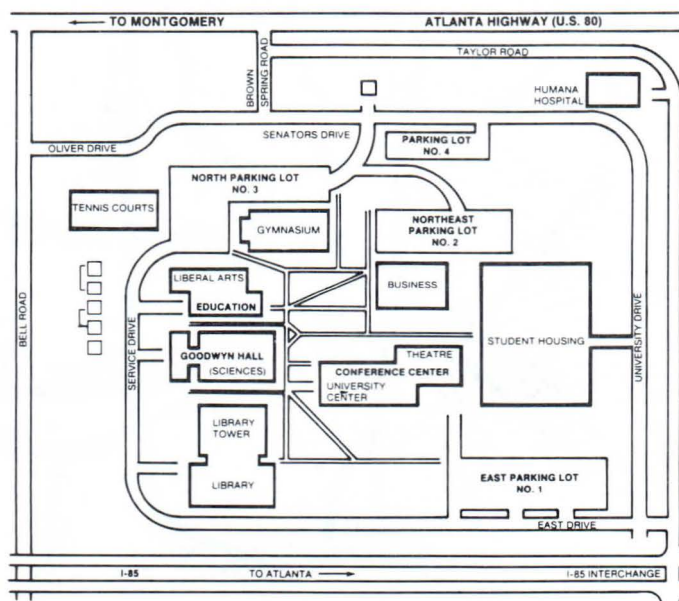 TO MONTGOMERY
ATLANTA HIGHWAY (U.S. 80)
TAYLOR ROAD
BROWN
SPRING ROAD
HUMANA
HOSPITAL
SENATORS DRIVE
OLIVER DRIVE
PARKING LOT
NO. 4
NORTH PARKING LOT
NO. 3
TENNIS COURTS
GYMNASIUM
NORTHEAST
PARKING LOT
NO. 2
LIBERAL ARTS
EDUCATION
BUSINESS
BELL ROAD
SERVICE DRIVE
GOODWYN HALL
(SCIENCES)
THEATRE
CONFERENCE CENTER
UNIVERSITY
CENTER
STUDENT HOUSING
UNIVERSITY DRIVE
LIBRARY
TOWER
LIBRARY
EAST PARKING LOT
NO. 1
EAST DRIVE
I-85
TO ATLANTA
I-85 INTERCHANGE